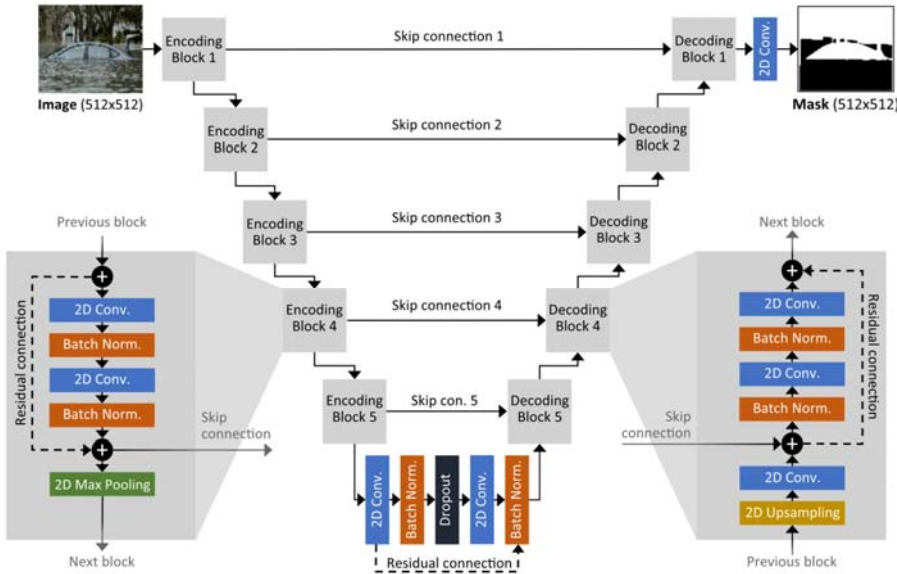 Encoding
Block 1
Skip connection 1
Decoding
Block 1
2D Conv.
Image (512x512)
Mask (512x512)
Encoding
Block 2
Skip connection 2
Decoding
Block 2
Encoding
Block 3
Skip connection 3
Decoding
Block 3
Encoding
Block 4
Skip connection 4
Decoding
Block 4
Encoding
Block 5
Skip con. 5
Decoding
Block 5
2D Conv.
Batch Norm.
Dropout
2D Conv.
Batch Norm.
Residual connection
Previous block
Residual connection
2D Conv.
Batch Norm.
2D Conv.
Batch Norm.
Skip
connection
2D Max Pooling
Next block
Next block
2D Conv.
Batch Norm.
2D Conv.
Batch Norm.
Residual connection
Skip
connection
2D Conv.
2D Upsampling
Previous block